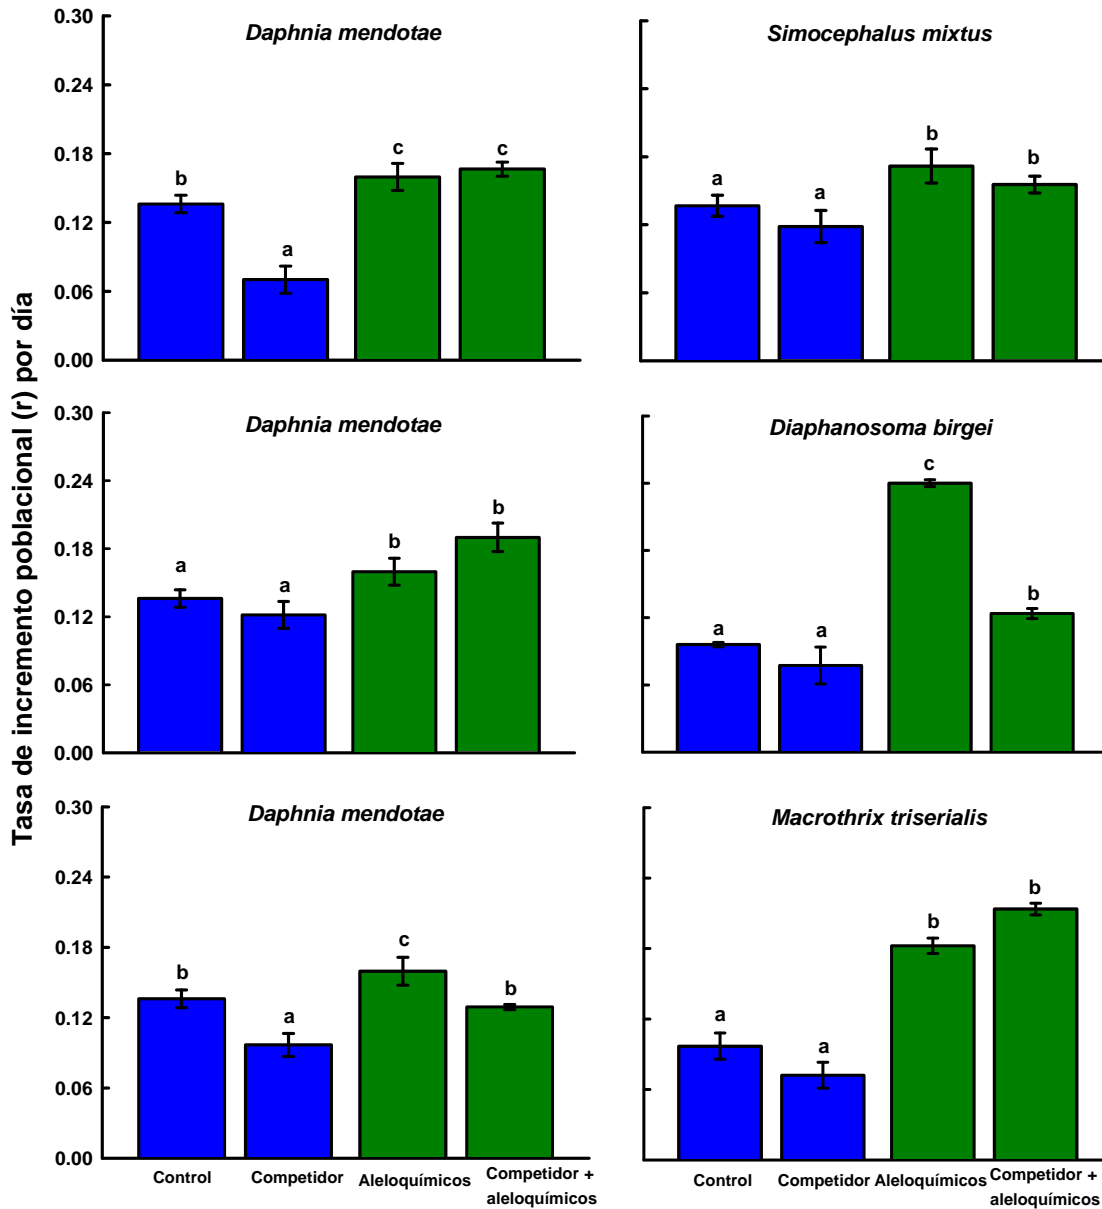 Tasa de incremento poblacional (r) por día
Daphnia mendotae
0.30
0.24
0.18
0.12
0.06
0.00
b
a
c
c
Simocephalus mixtus
a
a
b
b
Daphnia mendotae
0.30
0.24
0.18
0.12
0.06
0.00
a
a
b
b
Diaphanosoma birgei
a
a
c
b
Daphnia mendotae
0.30
0.24
0.18
0.12
0.06
0.00
b
a
c
b
Control
Competidor
Aleloquímicos
Competidor +
aleloquímicos
Macrothrix triserialis
a
a
b
b
Control
Competidor
Aleloquímicos
Competidor +
aleloquímicos